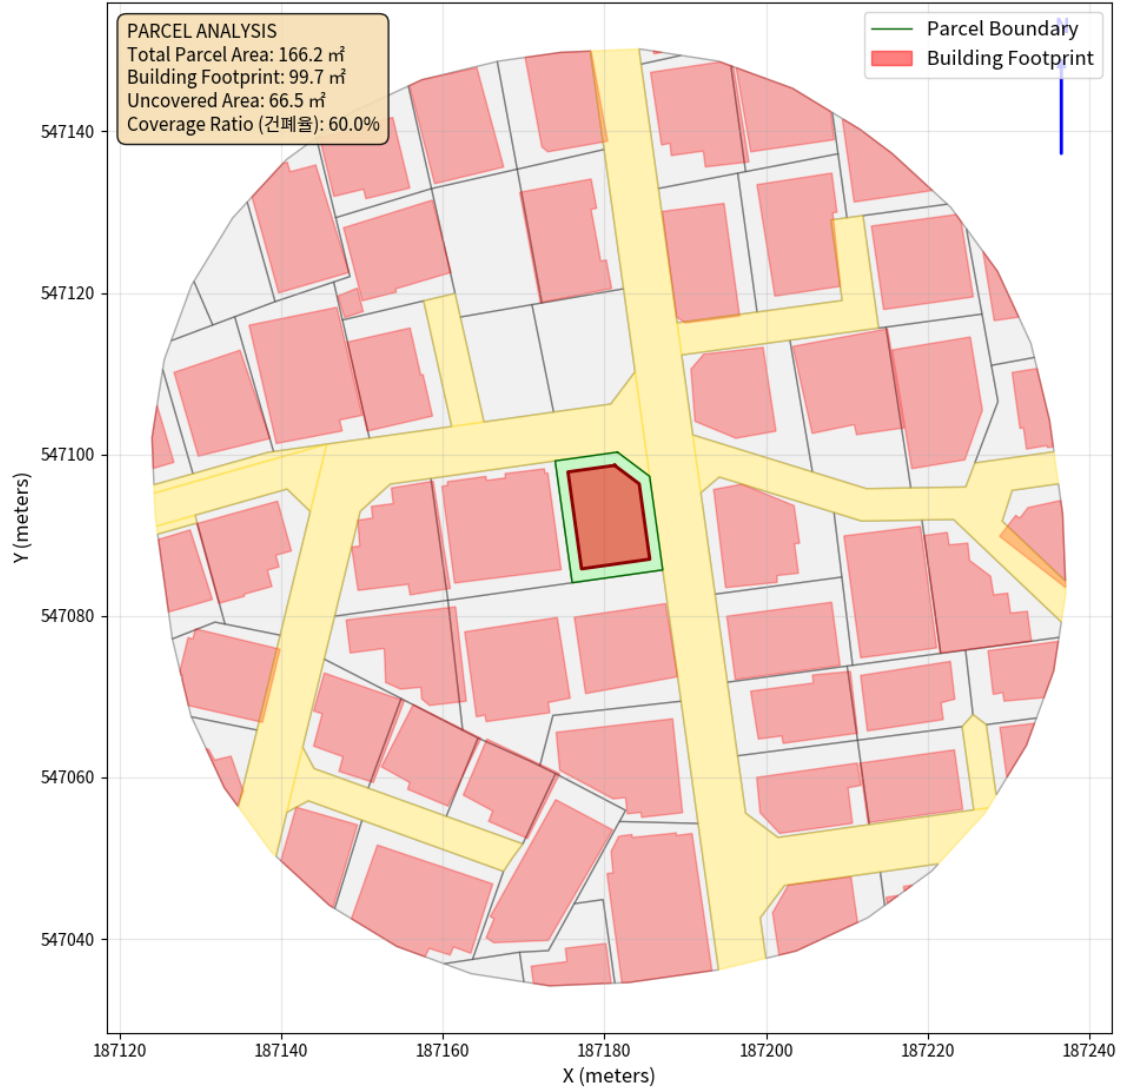 PARCEL ANALYSIS
Total Parcel Area: 166.2 ㎡
Building Footprint: 99.7 ㎡
Uncovered Area: 66.5 ㎡
Coverage Ratio (건폐율): 60.0%
N
Parcel Boundary
Building Footprint
547140
547120
547100
547080
547060
547040
Y (meters)
187120
187140
187160
187180
187200
187220
187240
X (meters)